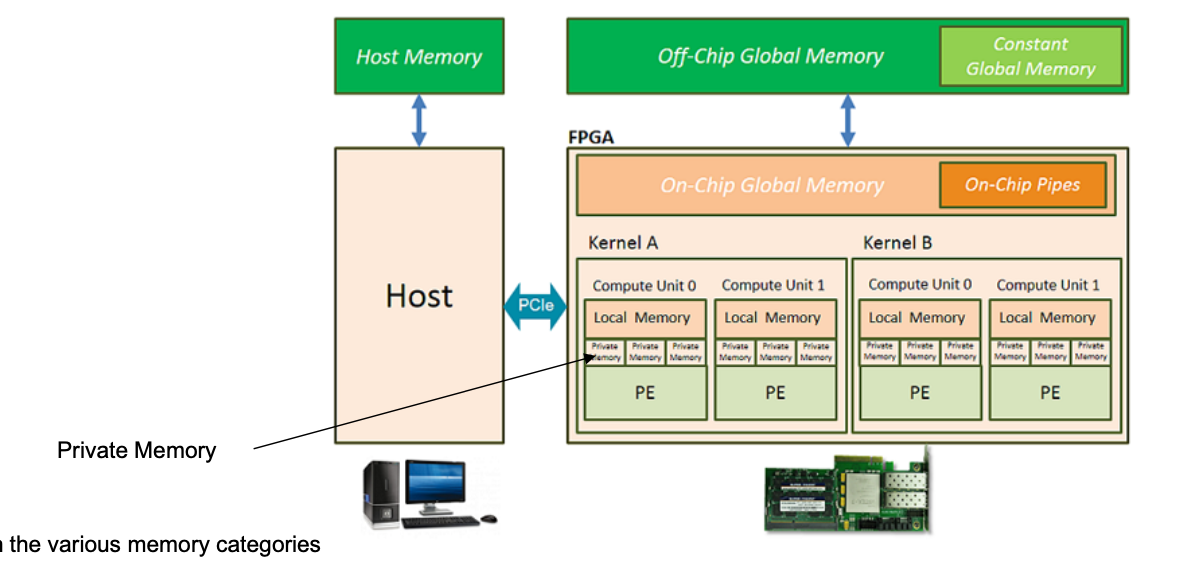 Host Memory
Off-Chip Global Memory
Constant
Global Memory
FPGA
On-Chip Global Memory
On-Chip Pipes
Kernel A
Kernel B
Host
PCIe
Compute Unit 0
Compute Unit 1
Compute Unit 0
Compute Unit 1
Local Memory
Local Memory
Local Memory
Local Memory
Private
Memory
Private
Memory
Private
Memory
Private
Memory
Private
Memory
Private
Memory
Private
Memory
Private
Memory
Private
Memory
Private
Memory
Private
Memory
Private
Memory
PE
PE
PE
PE
Private Memory
the various memory categories